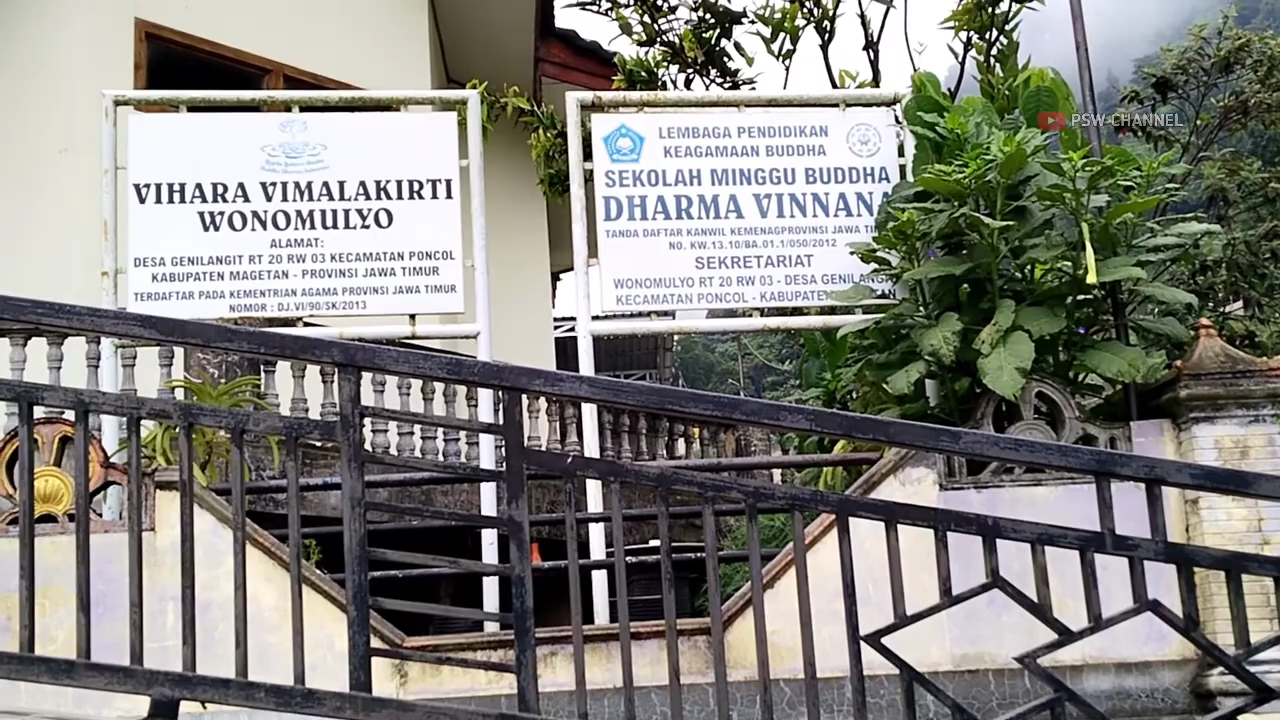 VIHARA VIMALAKIRTI
WONOMULYO
ALAMAT:
DESA GENILANGIT RT 20 RW 03 KECAMATAN PONCOL
KABUPATEN MAGETAN - PROVINSI JAWA TIMUR
TERDAFTAR PADA KEMENTRIAN AGAMA PROVINSI JAWA TIMUR
NOMOR : DJ.VI/90/SK/2013
LEMBAGA PENDIDIKAN
KEAGAMAAN BUDDHA
SEKOLAH MINGGU BUDDHA
DHARMA VINNANA
TANDA DAFTAR KANWIL KEMENAGPROVINSI JAWA
NO. KW.13.10/BA.01.1/050/2012
SEKRETARIAT
WONOMULYO RT 20 RW 03 - DESA GENILANG
KECAMATAN PONCOL - KABUPATEN
PSW-CHANNEL